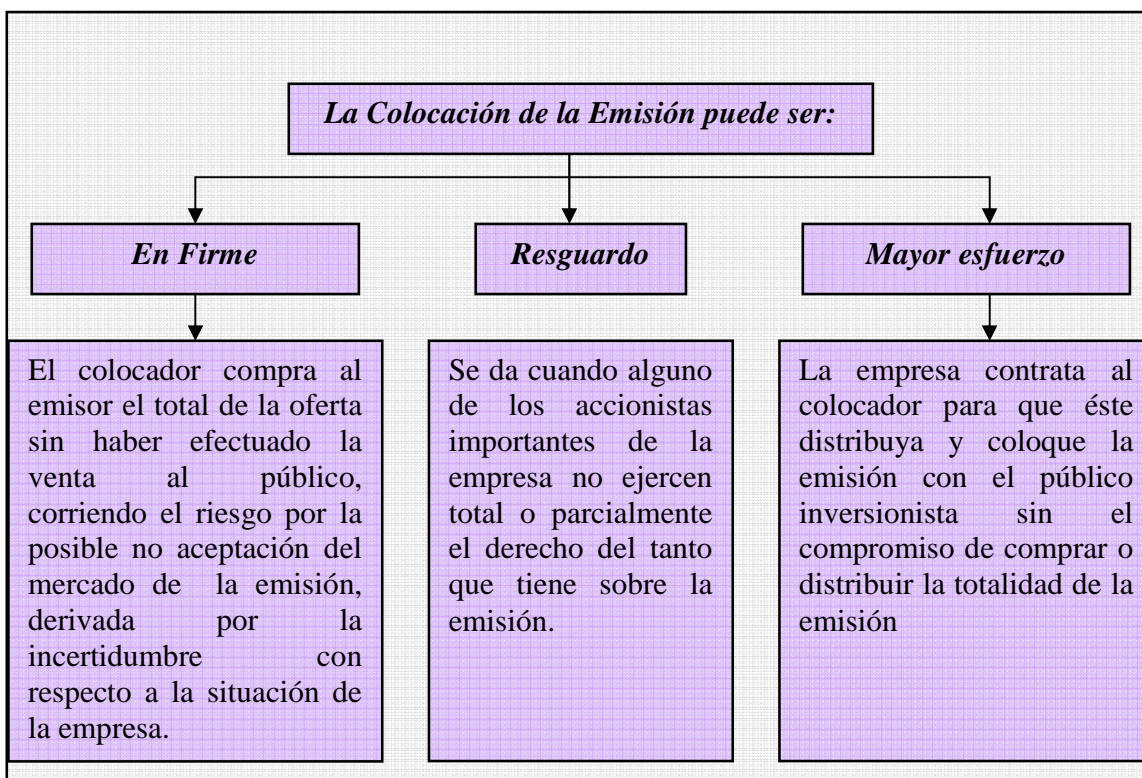 La Colocación de la Emisión puede ser:
En Firme
Resguardo
Mayor esfuerzo
El colocador compra al
emisor el total de la oferta
sin haber efectuado la
venta al público,
corriendo el riesgo por la
posible no aceptación del
mercado de la emisión,
derivada por la
incertidumbre con
respecto a la situación de
la empresa.
Se da cuando alguno
de los accionistas
importantes de la
empresa no ejercen
total o parcialmente
el derecho del tanto
que tiene sobre la
emisión.
La empresa contrata al
colocador para que éste
distribuya y coloque la
emisión con el público
inversionista sin el
compromiso de comprar o
distribuir la totalidad de la
emisión